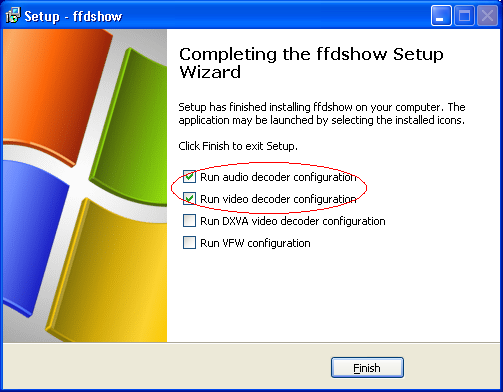 Setup - ffdshow
Completing the ffdshow Setup
Wizard
Setup has finished installing ffdshow on your computer. The
application may be launched by selecting the installed icons.
Click Finish to exit Setup.
Run audio decoder configuration
Run video decoder configuration
Run DXVA video decoder configuration
Run VFW configuration
Finish